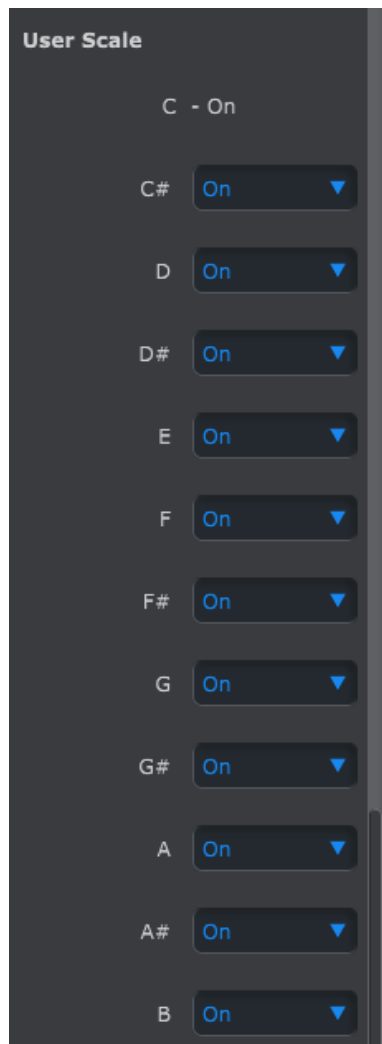 User Scale
C - On
C# On
D On
D# On
E On
F On
F# On
G On
G# On
A On
A# On
B On